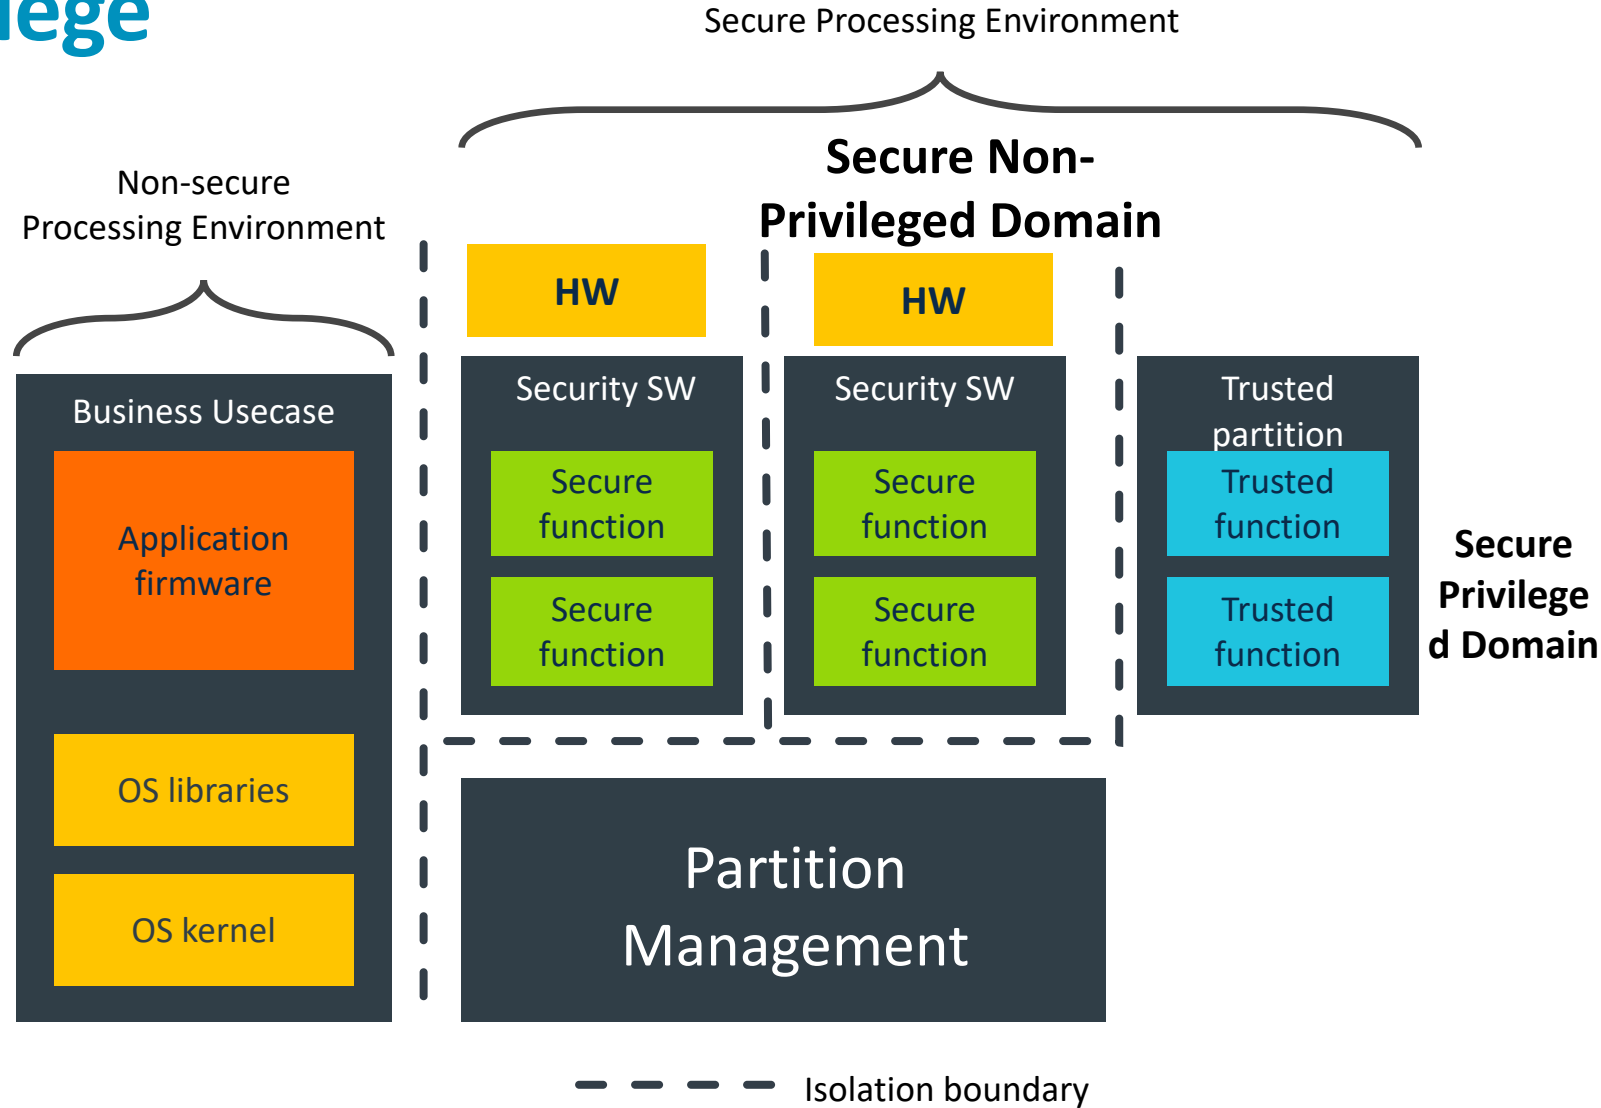 lege
Secure Processing Environment
Secure Non-
Privileged Domain
Non-secure
Processing Environment
HW
HW
Business Usecase
Application
firmware
OS libraries
OS kernel
Security SW
Secure
function
Secure
function
Security SW
Secure
function
Secure
function
Trusted
partition
Trusted
function
Trusted
function
Secure
Privilege
d Domain
Partition
Management
Isolation boundary